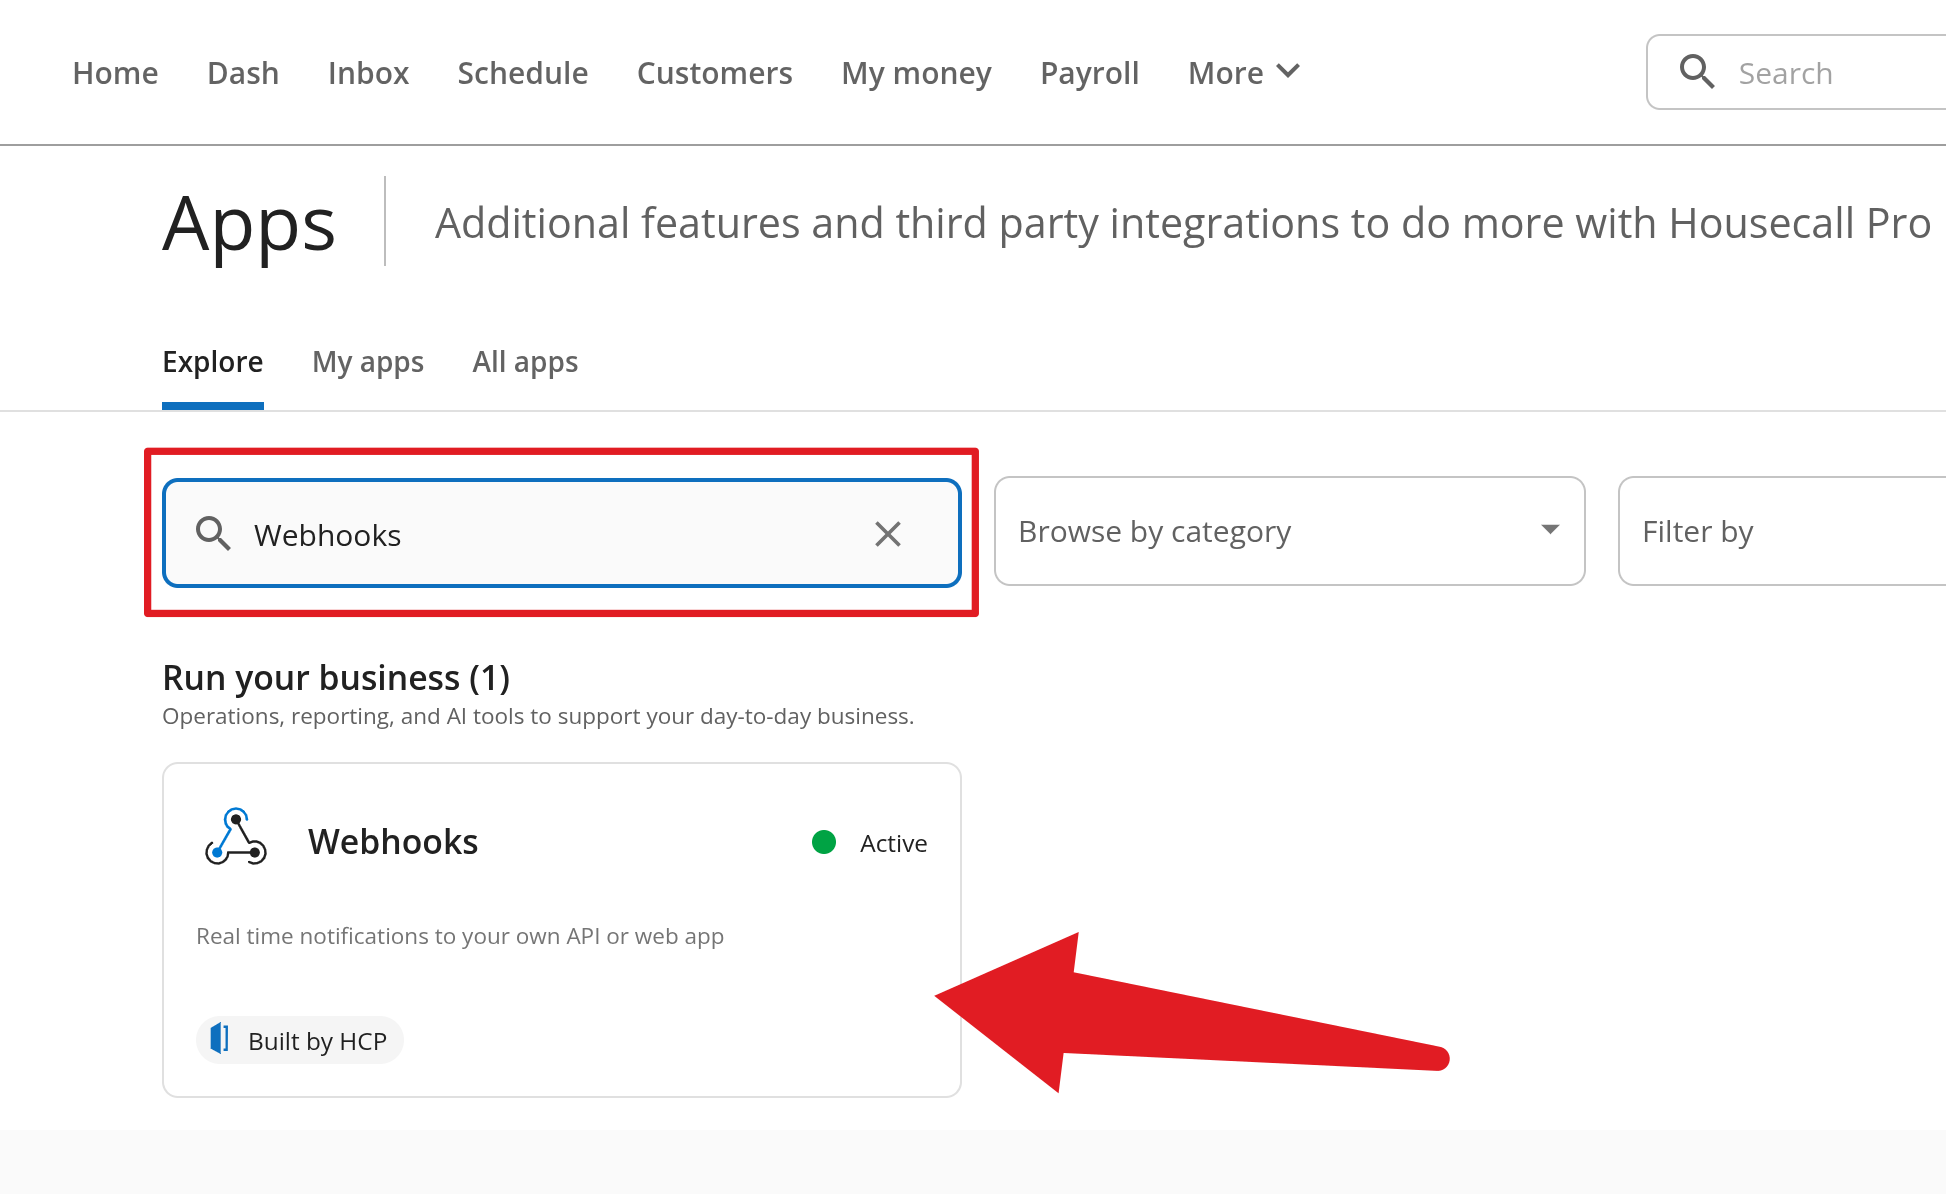 Home Dash Inbox Schedule Customers My money Payroll More Search
Apps Additional features and third party integrations to do more with Housecall Pro
Explore My apps All apps
Webhooks Browse by category Filter by
Run your business (1)
Operations, reporting, and AI tools to support your day-to-day business.
Webhooks Active
Real time notifications to your own API or web app
Built by HCP